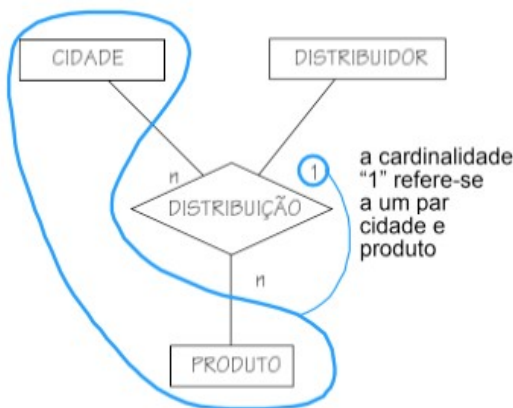 CIDADE
DISTRIBUIDOR
n
1
DISTRIBUIÇÃO
a cardinalidade
“1” refere-se
a um par
cidade e
produto
n
PRODUTO